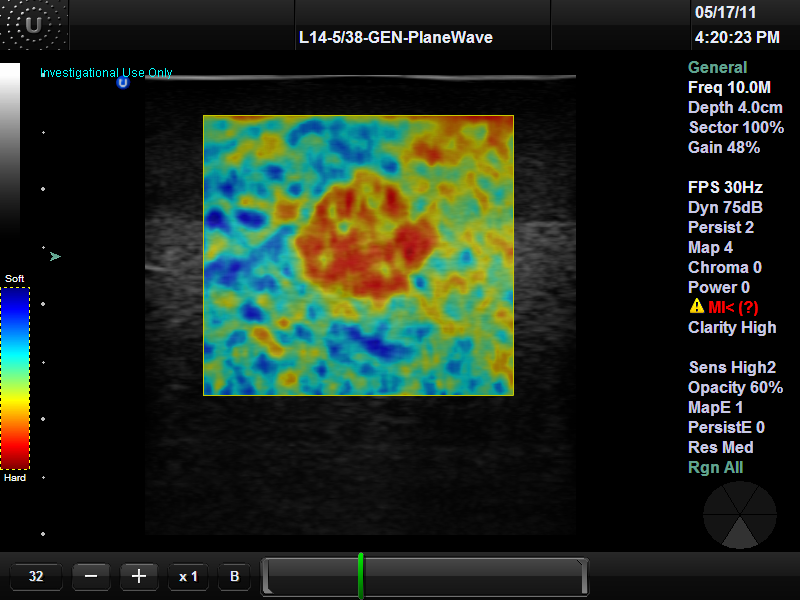 U
05/17/11
L14-5/38-GEN-PlaneWave
4:20:23 PM
Investigational Use Only
U
General
Freq 10.0M
Depth 4.0cm
Sector 100%
Gain 48%
FPS 30Hz
Dyn 75dB
Persist 2
Map 4
Chroma 0
Power 0
MI< (?)
Clarity High
Sens High2
Opacity 60%
MapE 1
PersistE 0
Res Med
Rgn All
Soft
Hard
32
x 1
B